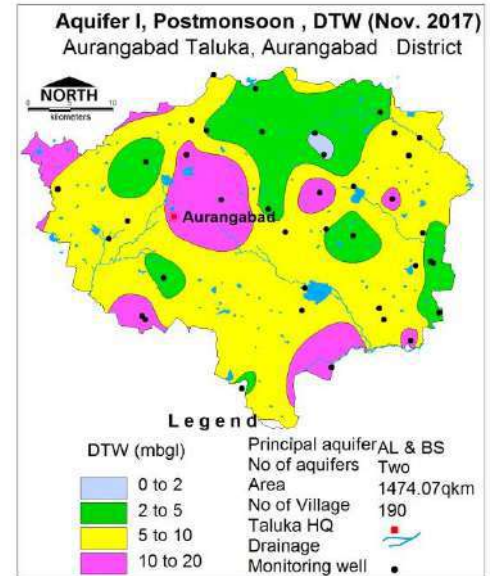 Aquifer I, Postmonsoon , DTW (Nov. 2017)
Aurangabad Taluka, Aurangabad District
NORTH
0 10
kilometers
Aurangabad
Legend
DTW (mbgl)
0 to 2
2 to 5
5 to 10
10 to 20
Principal aquifer AL & BS
No of aquifers Two
Area 1474.07qkm
No of Village 190
Taluka HQ
Drainage
Monitoring well